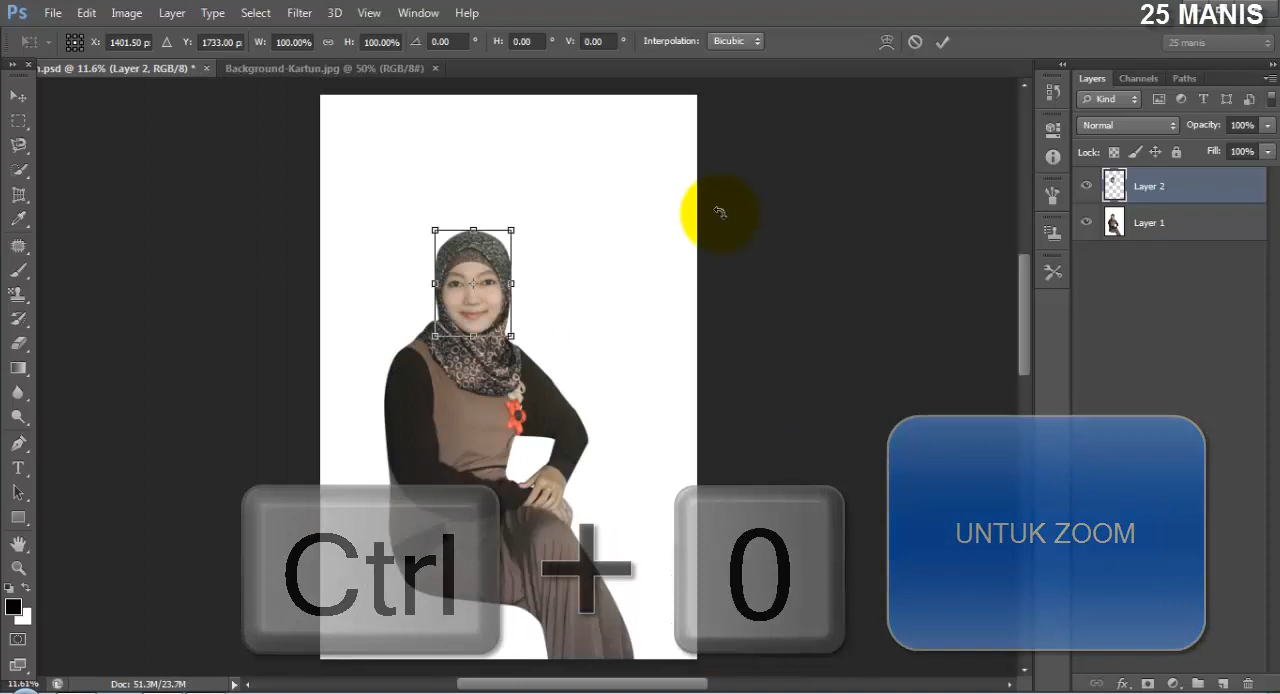 Ps File Edit Image Layer Type Select Filter 3D View Window Help
25 MANIS
X: 1401.50 p: Y: 1733.00 p: W: 100.00% H: 100.00% 0.00 ° H: 0.00 ° V: 0.00 ° Interpolation: Bicubic
25 manis
n.psd @ 11.6% (Layer 2, RGB/8) * × Background-Kartun.jpg @ 50% (RGB/8#) ×
Layers Channels Paths
Kind T
Normal Opacity: 100%
Lock: Fill: 100%
Layer 2
Layer 1
T
Ctrl + 0
UNTUK ZOOM
11.61% Doc: 51.3M/23.7M
fx